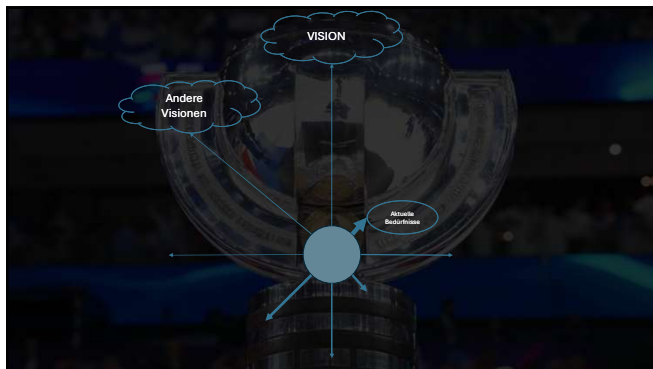 VISION
Andere
Visionen
Aktuelle
Bedürfnisse